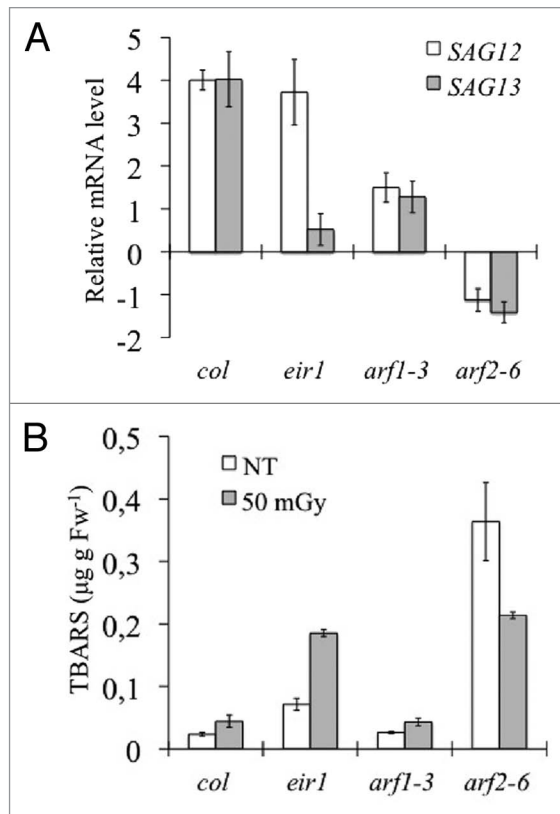 A
5
4
3
2
1
0
-1
-2
Relative mRNA level
SAG12
SAG13
col eir1 arf1-3 arf2-6
B
0,5
0,4
0,3
0,2
0,1
0
TBARS (µg g Fw⁻¹)
NT
50 mGy
col eir1 arf1-3 arf2-6